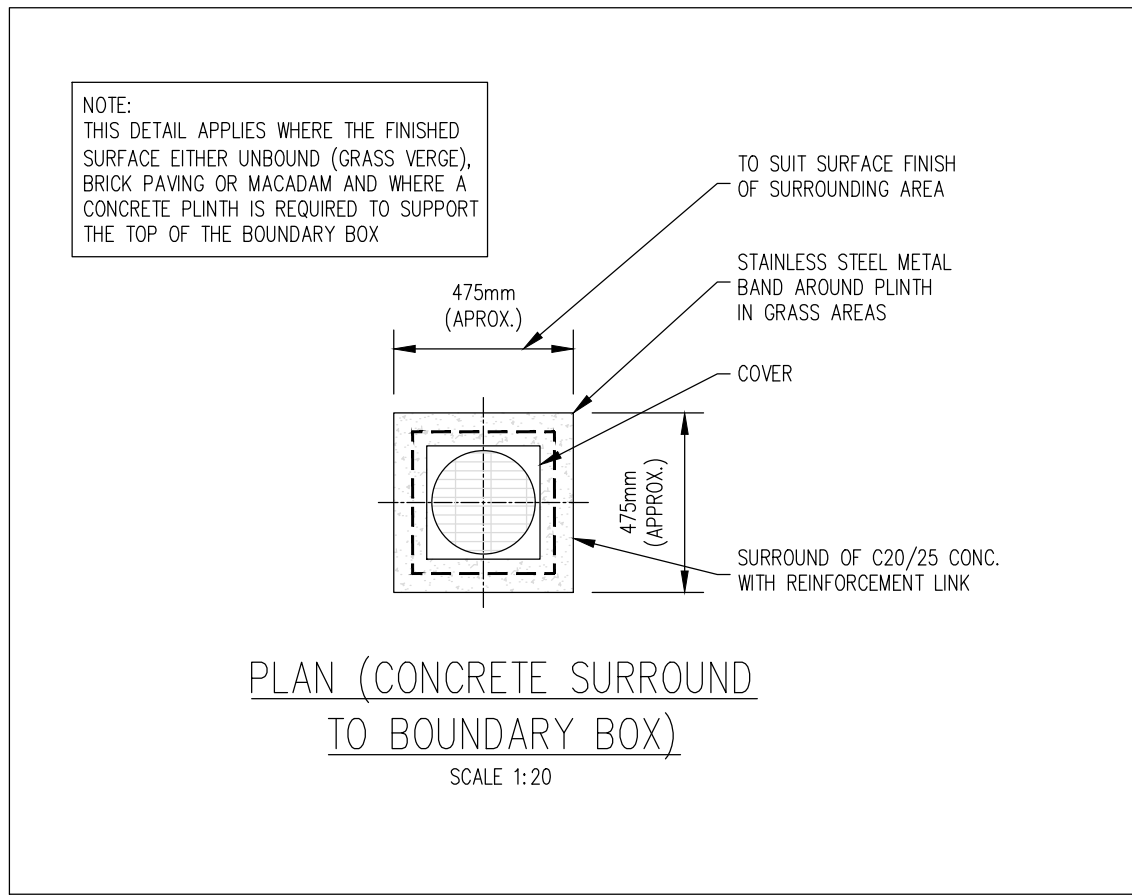 NOTE:
THIS DETAIL APPLIES WHERE THE FINISHED
SURFACE EITHER UNBOUND (GRASS VERGE),
BRICK PAVING OR MACADAM AND WHERE A
CONCRETE PLINTH IS REQUIRED TO SUPPORT
THE TOP OF THE BOUNDARY BOX
TO SUIT SURFACE FINISH
OF SURROUNDING AREA
STAINLESS STEEL METAL
BAND AROUND PLINTH
IN GRASS AREAS
475mm
(APROX.)
COVER
475mm
(APPROX.)
SURROUND OF C20/25 CONC.
WITH REINFORCEMENT LINK
PLAN (CONCRETE SURROUND
TO BOUNDARY BOX)
SCALE 1:20